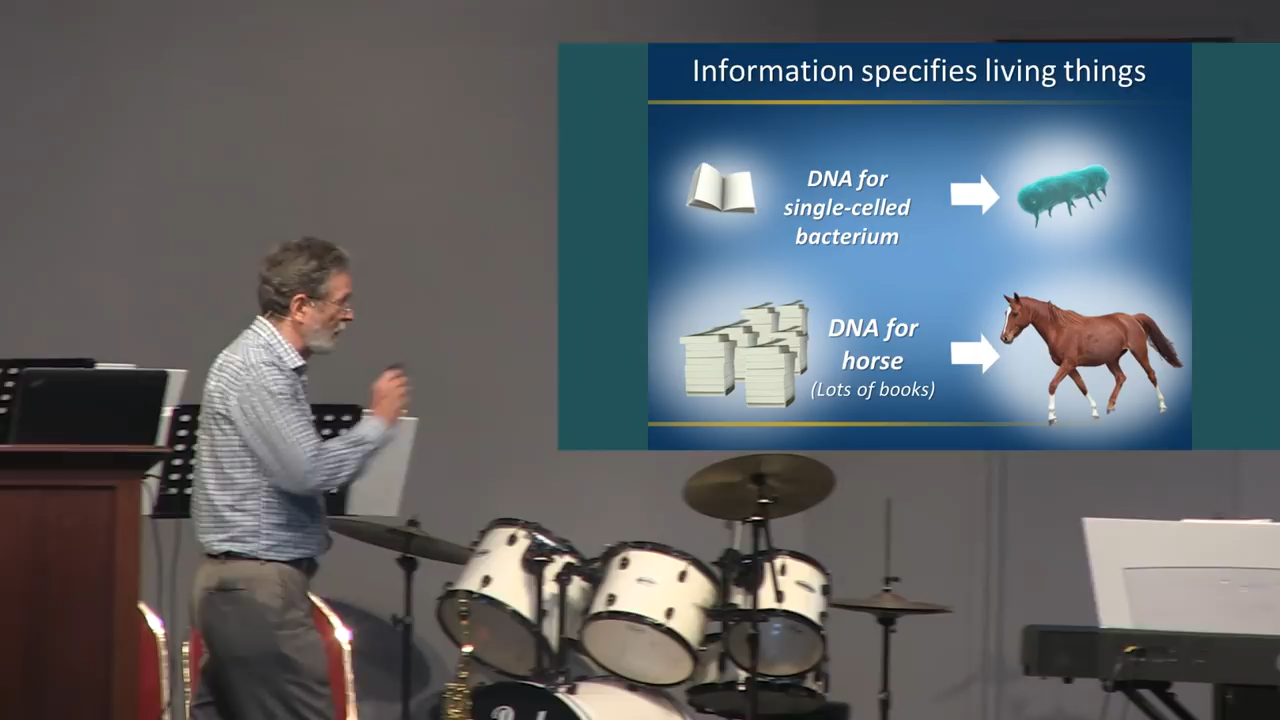 Information specifies living things
DNA for
single-celled
bacterium
DNA for
horse
(Lots of books)